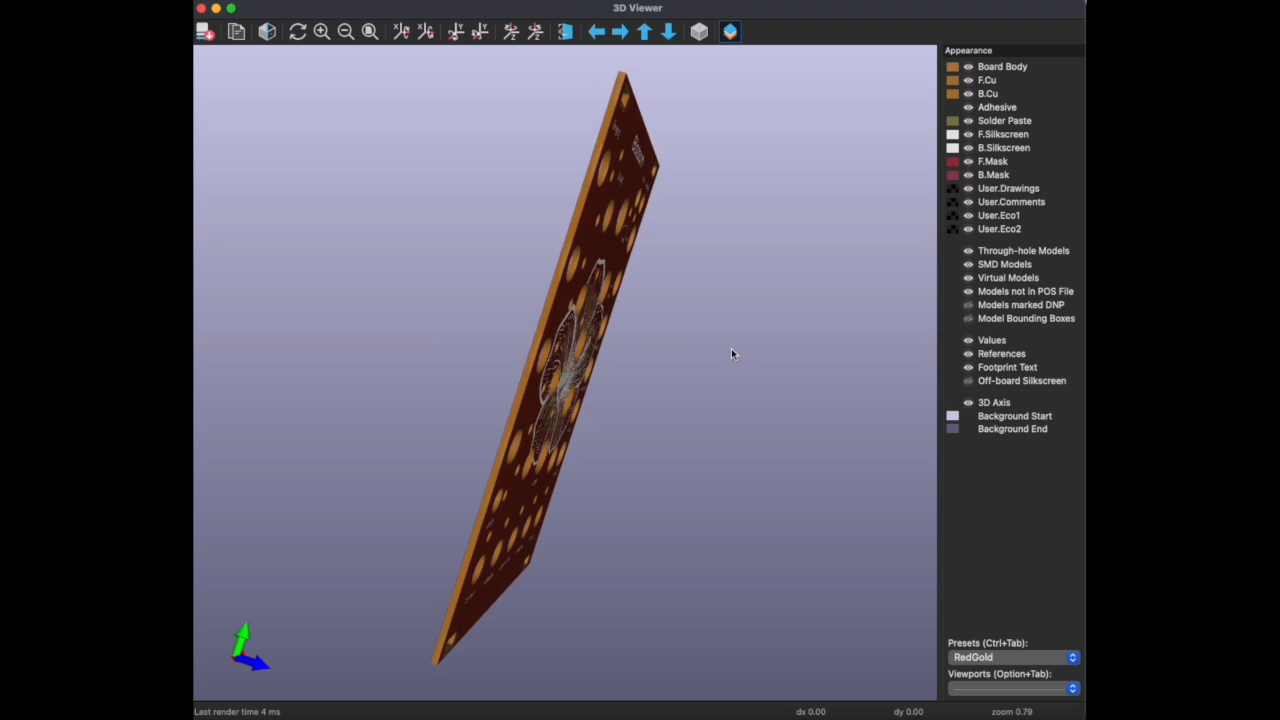 3D Viewer
Appearance
Board Body
F.Cu
B.Cu
Adhesive
Solder Paste
F.Silkscreen
B.Silkscreen
F.Mask
B.Mask
User.Drawings
User.Comments
User.Eco1
User.Eco2
Through-hole Models
SMD Models
Virtual Models
Models not in POS File
Models marked DNP
Model Bounding Boxes
Values
References
Footprint Text
Off-board Silkscreen
3D Axis
Background Start
Background End
Presets (Ctrl+Tab):
RedGold
Viewports (Option+Tab):
Last render time 4 ms
dx 0.00
dy 0.00
zoom 0.79